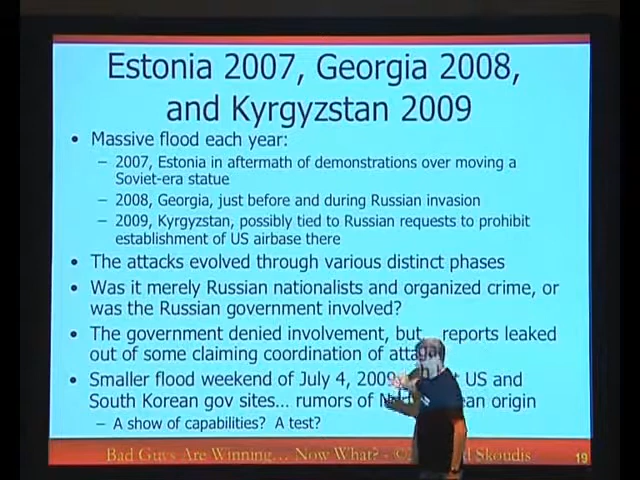 Estonia 2007, Georgia 2008,
and Kyrgyzstan 2009
• Massive flood each year:
– 2007, Estonia in aftermath of demonstrations over moving a
Soviet-era statue
– 2008, Georgia, just before and during Russian invasion
– 2009, Kyrgyzstan, possibly tied to Russian requests to prohibit
establishment of US airbase there
• The attacks evolved through various distinct phases
• Was it merely Russian nationalists and organized crime, or
was the Russian government involved?
• The government denied involvement, but reports leaked
out of some claiming coordination of
• Smaller flood weekend of July 4, 2009 US and
South Korean gov sites... rumors of origin
– A show of capabilities? A test?
Bad Guys Are Winning... Now What? - © Skoudis 19